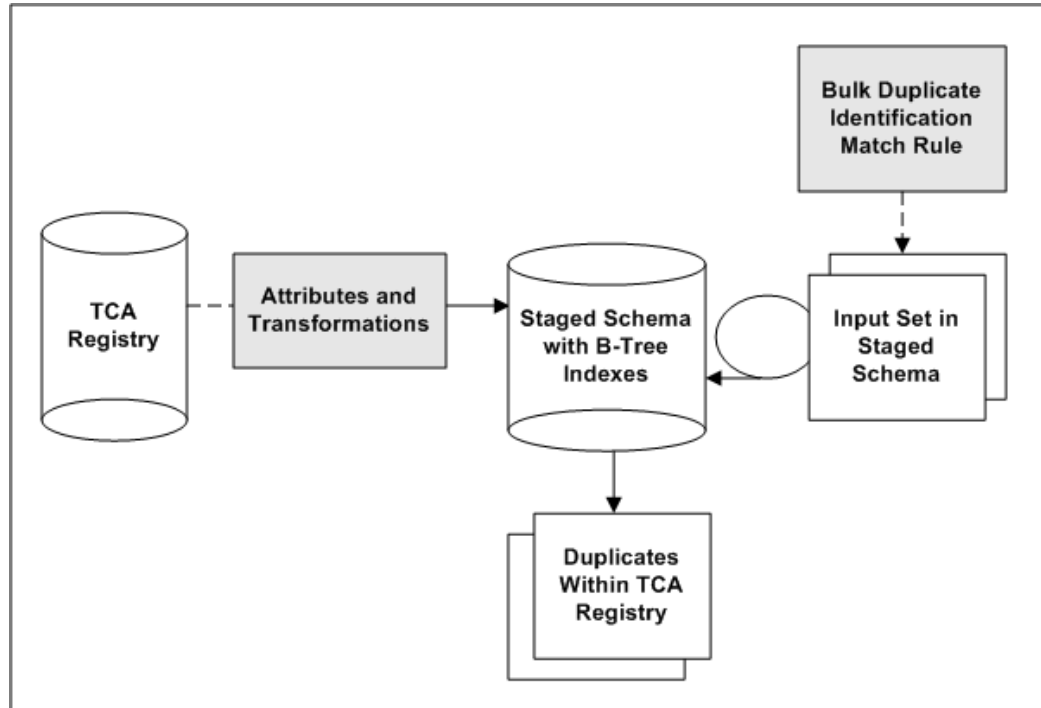 Bulk Duplicate
Identification
Match Rule
TCA
Registry
Attributes and
Transformations
Staged Schema
with B-Tree
Indexes
Input Set in
Staged
Schema
Duplicates
Within TCA
Registry